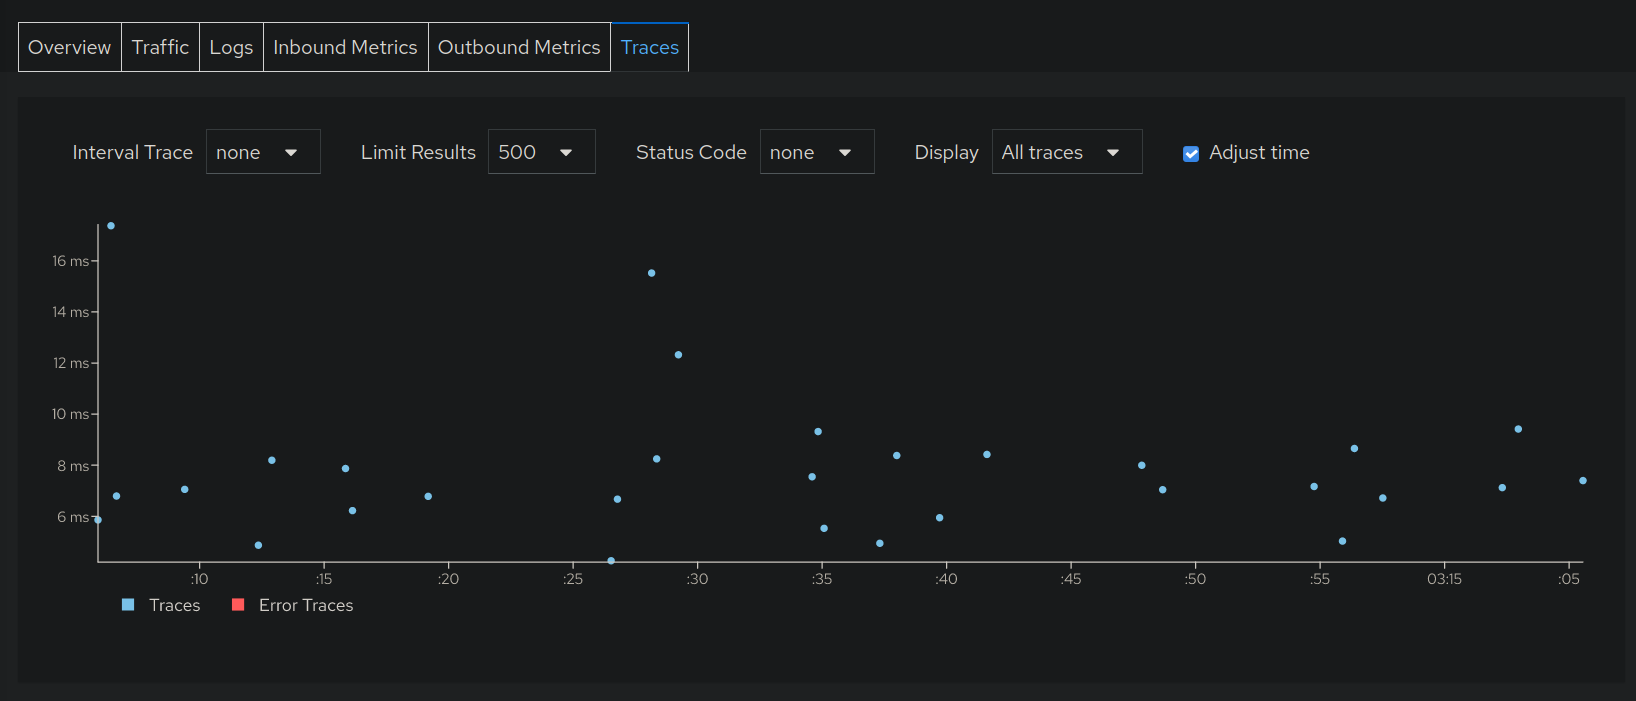 Overview Traffic Logs Inbound Metrics Outbound Metrics Traces
Interval Trace none Limit Results 500 Status Code none Display All traces Adjust time
16 ms
14 ms
12 ms
10 ms
8 ms
6 ms
:10 :15 :20 :25 :30 :35 :40 :45 :50 :55 03:15 :05
Traces Error Traces